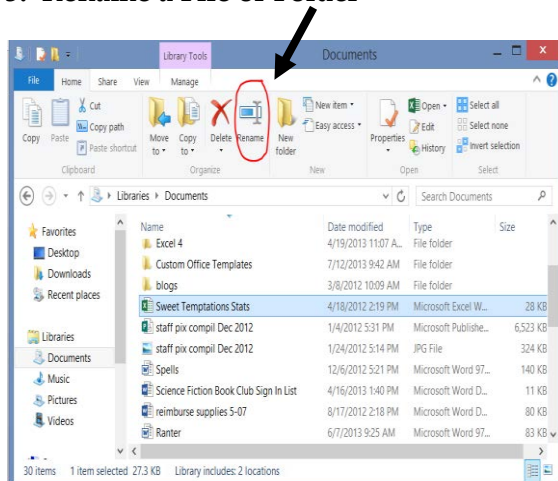 Rename a File or Folder
Library Tools
Documents
File Home Share View Manage
Copy
Paste
Cut
Copy path
Paste shortcut
Clipboard
Move to
Copy to
Delete
Rename
Organize
New folder
New item
Easy access
New
Properties
Open
Edit
History
Open
Select all
Select none
Invert selection
Select
Libraries Documents
Search Documents
Favorites
Desktop
Downloads
Recent places
Libraries
Documents
Music
Pictures
Videos
Name Date modified Type Size
Excel 4 4/19/2013 11:07 A... File folder
Custom Office Templates 7/12/2013 9:42 AM File folder
blogs 3/8/2012 10:09 AM File folder
Sweet Temptations Stats 4/18/2012 2:19 PM Microsoft Excel W... 28 KB
staff pix compil Dec 2012 1/4/2012 5:31 PM Microsoft Publishe... 6,523 KB
staff pix compil Dec 2012 1/24/2012 5:14 PM JPG File 324 KB
Spells 12/6/2012 5:21 PM Microsoft Word 97... 140 KB
Science Fiction Book Club Sign In List 4/16/2013 1:40 PM Microsoft Word D... 11 KB
reimburse supplies 5-07 8/17/2012 2:18 PM Microsoft Word D... 80 KB
Ranter 6/7/2013 9:25 AM Microsoft Word 97... 83 KB
30 items 1 item selected 27.3 KB Library includes: 2 locations